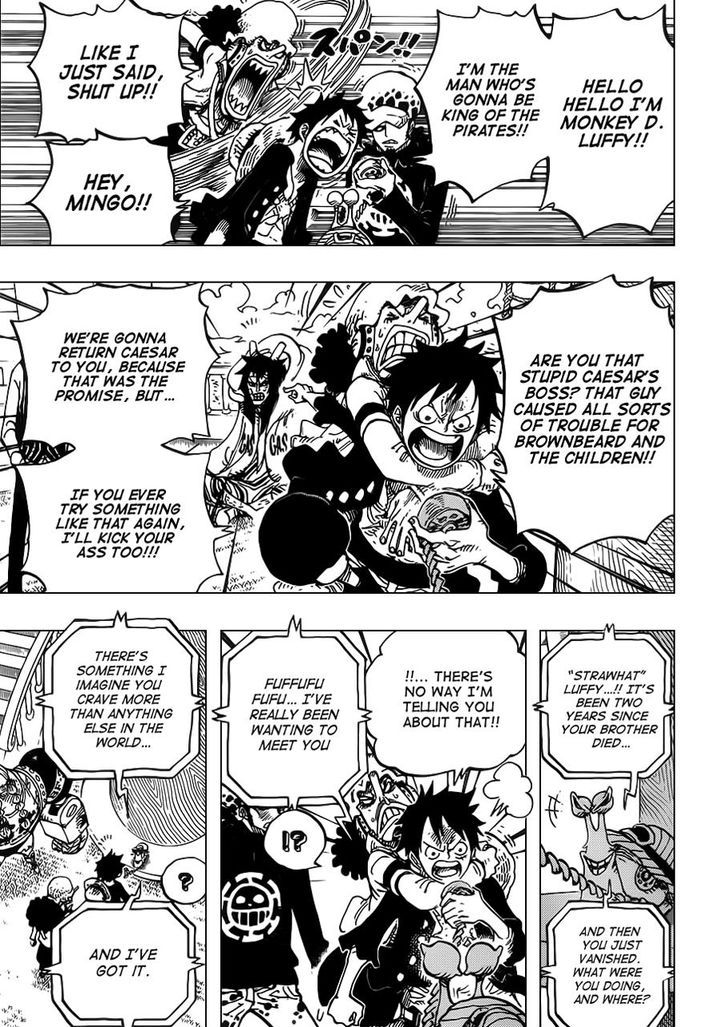 HELLO
HELLO I'M
MONKEY D.
LUFFY!!
I'M THE
MAN WHO'S
GONNA BE
KING OF THE
PIRATES!!
スパン!!
LIKE I
JUST SAID,
SHUT UP!!
HEY,
MINGO!!
ARE YOU THAT
STUPID CAESAR'S
BOSS? THAT GUY
CAUSED ALL SORTS
OF TROUBLE FOR
BROWNBEARD AND
THE CHILDREN!!
WE'RE GONNA
RETURN CAESAR
TO YOU, BECAUSE
THAT WAS THE
PROMISE, BUT...
GAS
GAS
IF YOU EVER
TRY SOMETHING
LIKE THAT AGAIN,
I'LL KICK YOUR
ASS TOO!!!
"STRAWHAT"
LUFFY...!! IT'S
BEEN TWO
YEARS SINCE
YOUR BROTHER
DIED...
AND THEN
YOU JUST
VANISHED.
WHAT WERE
YOU DOING,
AND WHERE?
!!... THERE'S
NO WAY I'M
TELLING YOU
ABOUT THAT!!
FUFFUFU
FUFU... I'VE
REALLY BEEN
WANTING TO
MEET YOU
!?
THERE'S
SOMETHING I
IMAGINE YOU
CRAVE MORE
THAN ANYTHING
ELSE IN THE
WORLD...
?
AND I'VE
GOT IT.